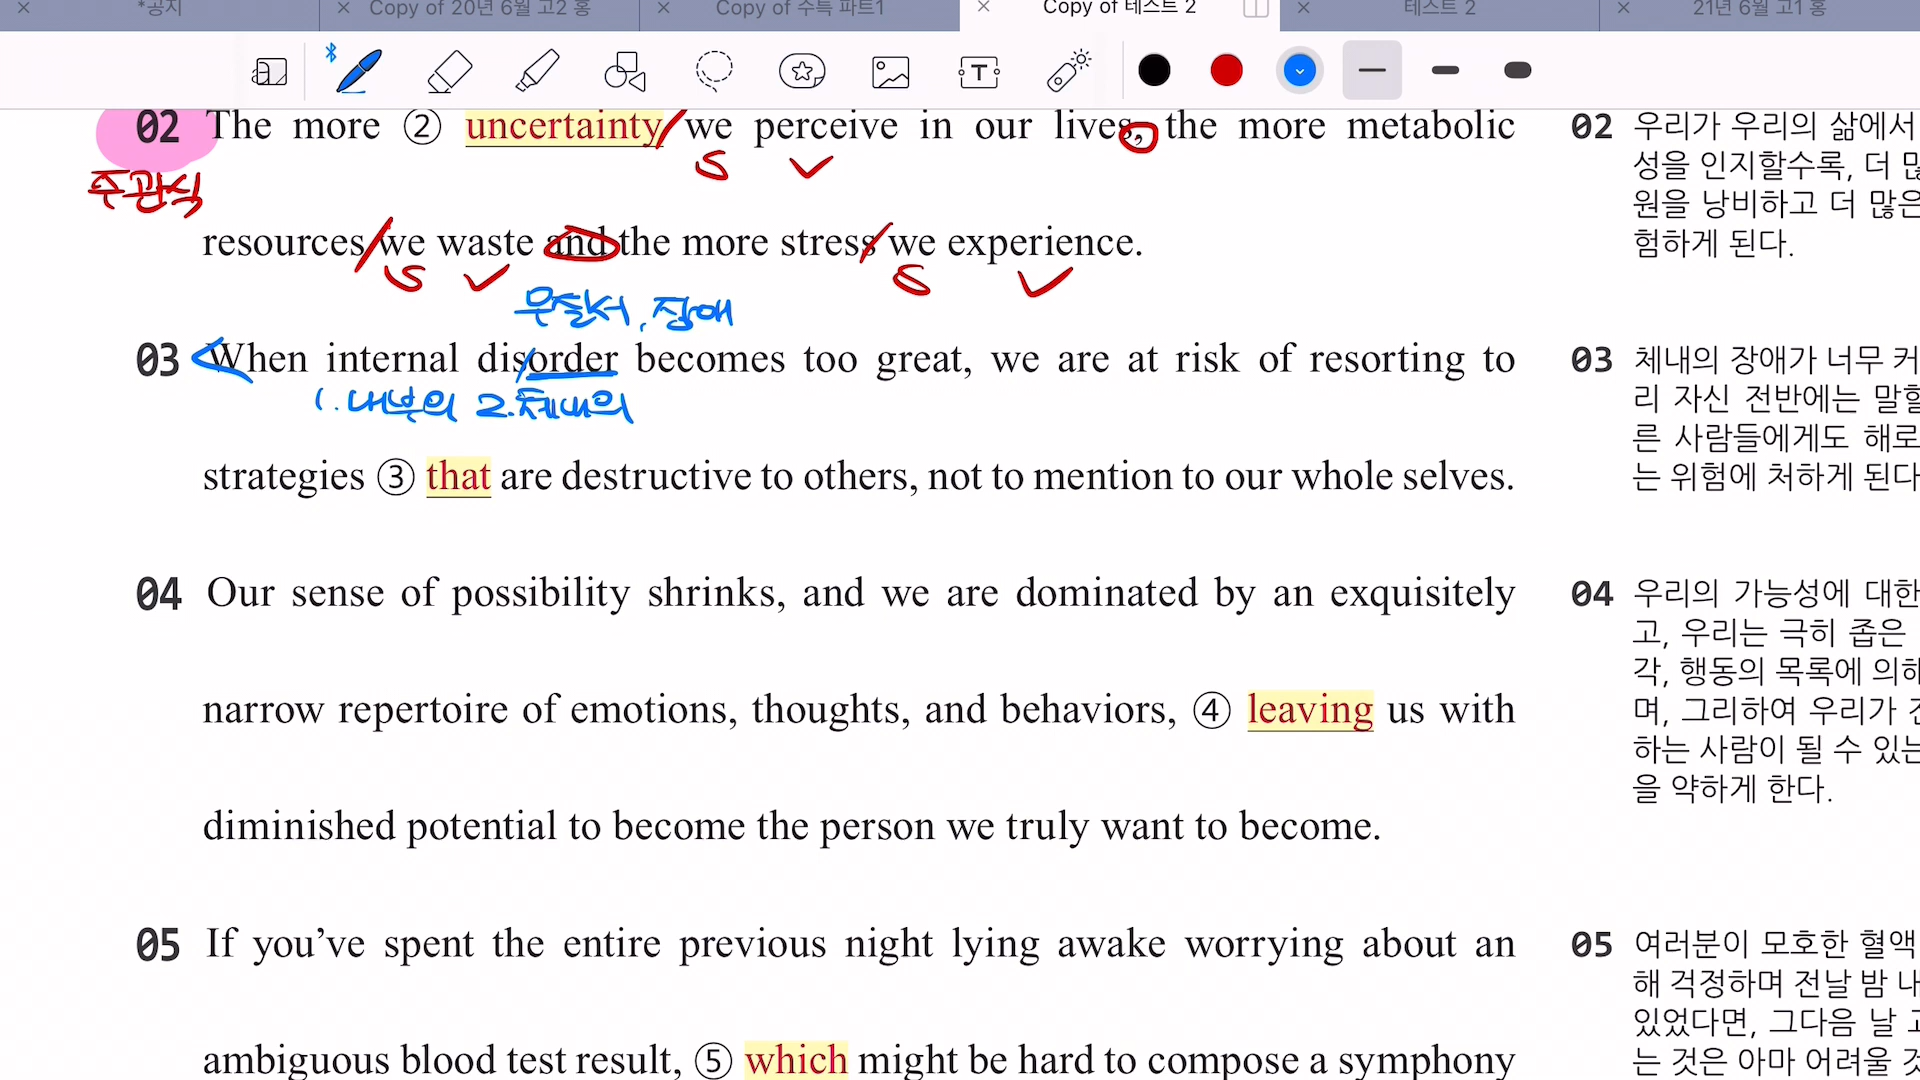 *공지
Copy of 20년 6월 고2 홍
Copy of 수특 파트1
Copy of 테스트 2
테스트 2
21년 6월 고1 홍
02 The more ② uncertainty we perceive in our lives, the more metabolic
주관식 S V
resources we waste and the more stress we experience.
S V S V
무질서, 장애
03 When internal disorder becomes too great, we are at risk of resorting to
1. 내부의 2. 체내의
strategies ③ that are destructive to others, not to mention to our whole selves.
04 Our sense of possibility shrinks, and we are dominated by an exquisitely
narrow repertoire of emotions, thoughts, and behaviors, ④ leaving us with
diminished potential to become the person we truly want to become.
05 If you’ve spent the entire previous night lying awake worrying about an
ambiguous blood test result, ⑤ which might be hard to compose a symphony
02 우리가 우리의 삶에서
성을 인지할수록, 더 많
원을 낭비하고 더 많은
험하게 된다.
03 체내의 장애가 너무 커
리 자신 전반에는 말할
른 사람들에게도 해로
는 위험에 처하게 된다
04 우리의 가능성에 대한
고, 우리는 극히 좁은
각, 행동의 목록에 의해
며, 그리하여 우리가 진
하는 사람이 될 수 있는
을 약하게 한다.
05 여러분이 모호한 혈액
해 걱정하며 전날 밤 내
있었다면, 그다음 날
는 것은 아마 어려울 것